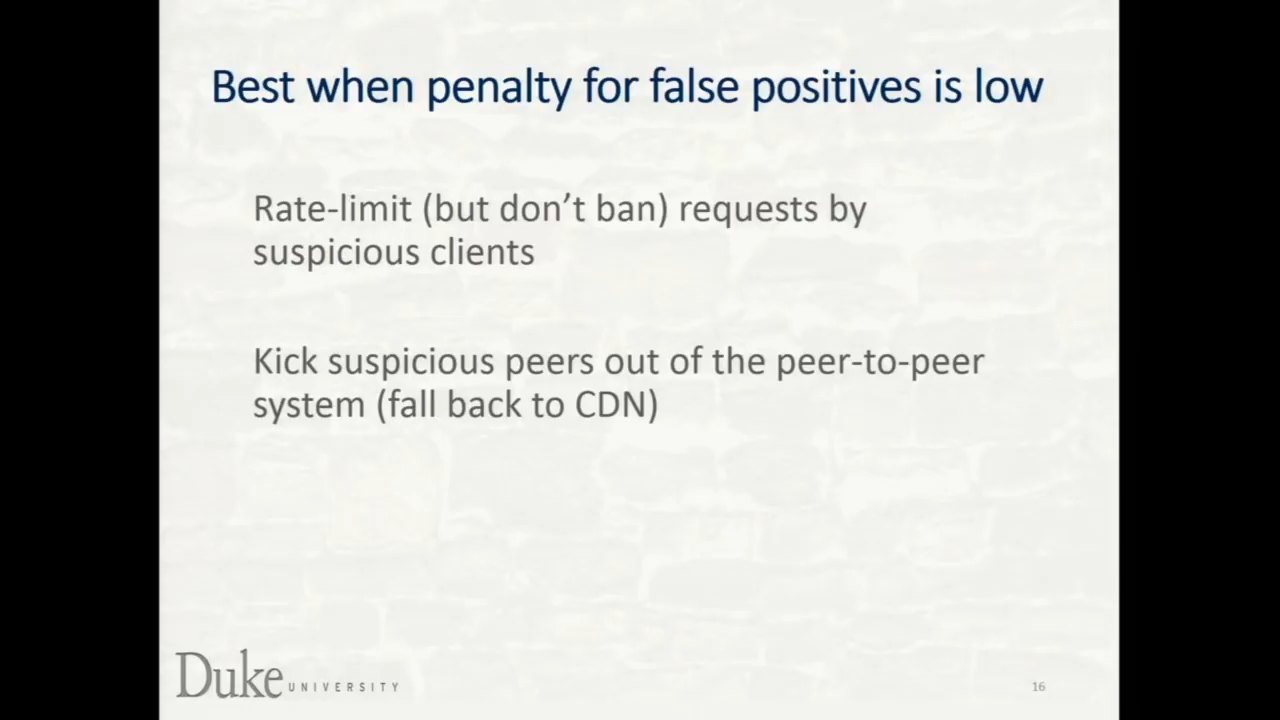 Best when penalty for false positives is low
Rate-limit (but don’t ban) requests by
suspicious clients
Kick suspicious peers out of the peer-to-peer
system (fall back to CDN)
Duke UNIVERSITY
16